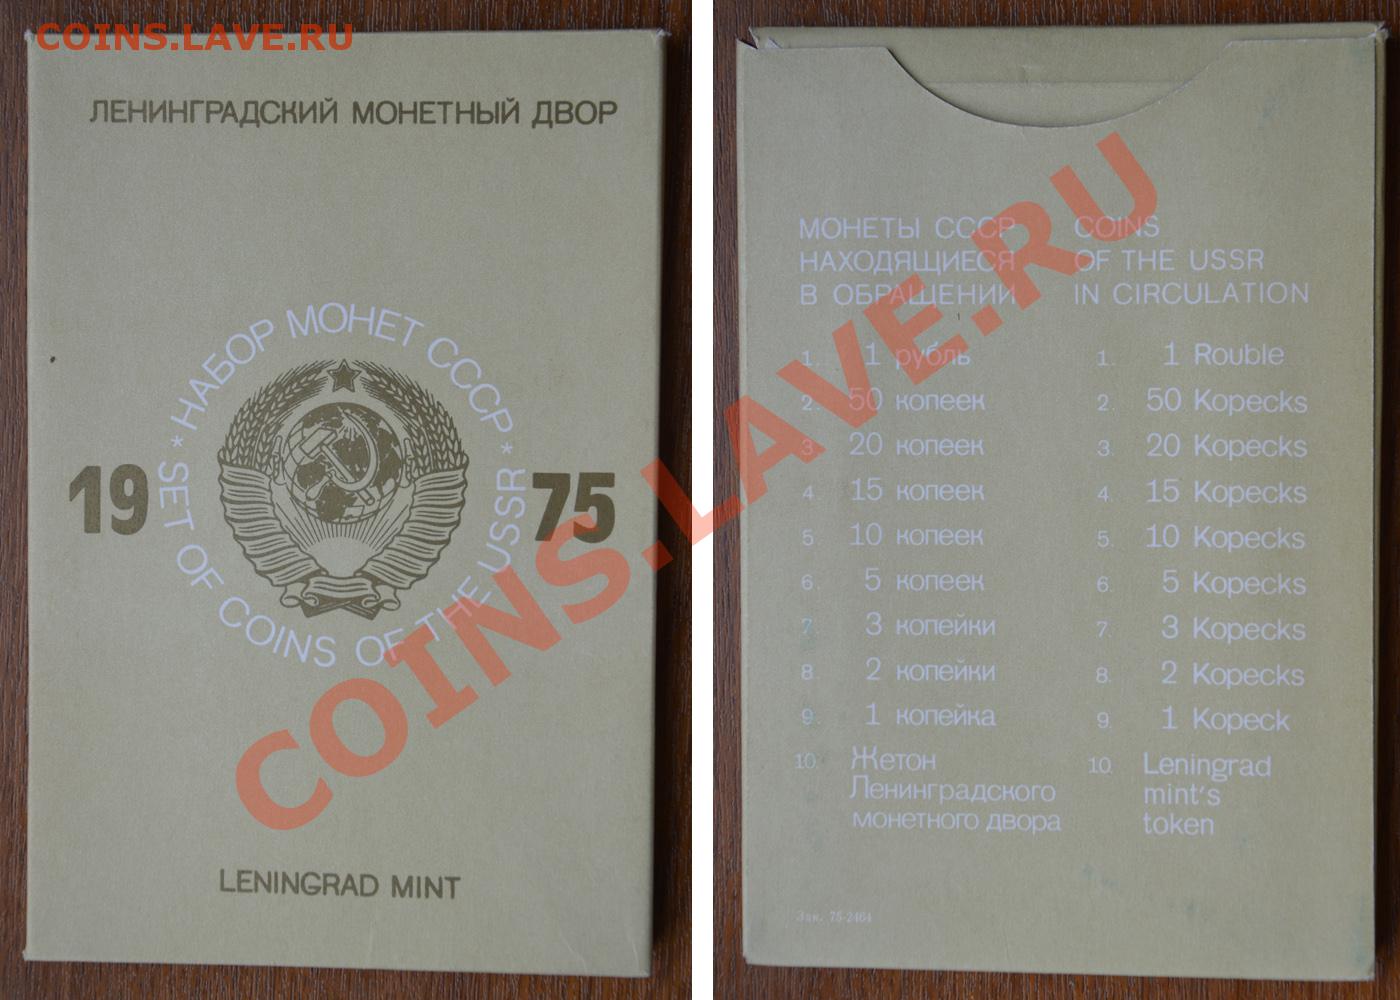 COINS.LAVE.RU
ЛЕНИНГРАДСКИЙ МОНЕТНЫЙ ДВОР
* НАБОР МОНЕТ СССР *
19 75
SET OF COINS OF THE USSR
LENINGRAD MINT
COINS.LAVE.RU
МОНЕТЫ СССР
НАХОДЯЩИЕСЯ
В ОБРАЩЕНИИ
1. 1 рубль
2. 50 копеек
3. 20 копеек
4. 15 копеек
5. 10 копеек
6. 5 копеек
7. 3 копейки
8. 2 копейки
9. 1 копейка
10. Жетон
Ленинградского
монетного двора
COINS
OF THE USSR
IN CIRCULATION
1. 1 Rouble
2. 50 Kopecks
3. 20 Kopecks
4. 15 Kopecks
5. 10 Kopecks
6. 5 Kopecks
7. 3 Kopecks
8. 2 Kopecks
9. 1 Kopeck
10. Leningrad
mint's
token
Зак. 75-2464